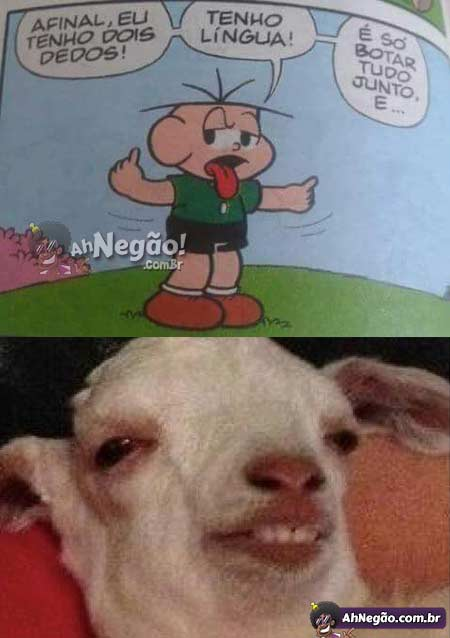 AFINAL, EU
TENHO DOIS
DEDOS!
TENHO
LÍNGUA!
É SÓ
BOTAR
TUDO
JUNTO,
E...
AhNegão!
.com.Br
AhNegão.com.br